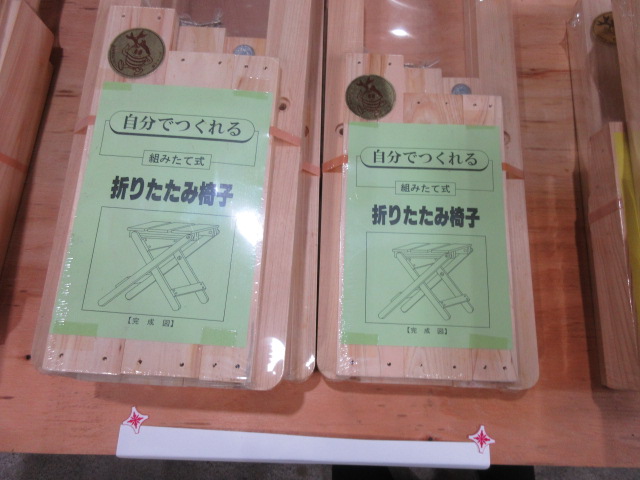 自分でつくれる
組みたて式
折りたたみ椅子
【完成図】
自分でつくれる
組みたて式
折りたたみ椅子
【完成図】